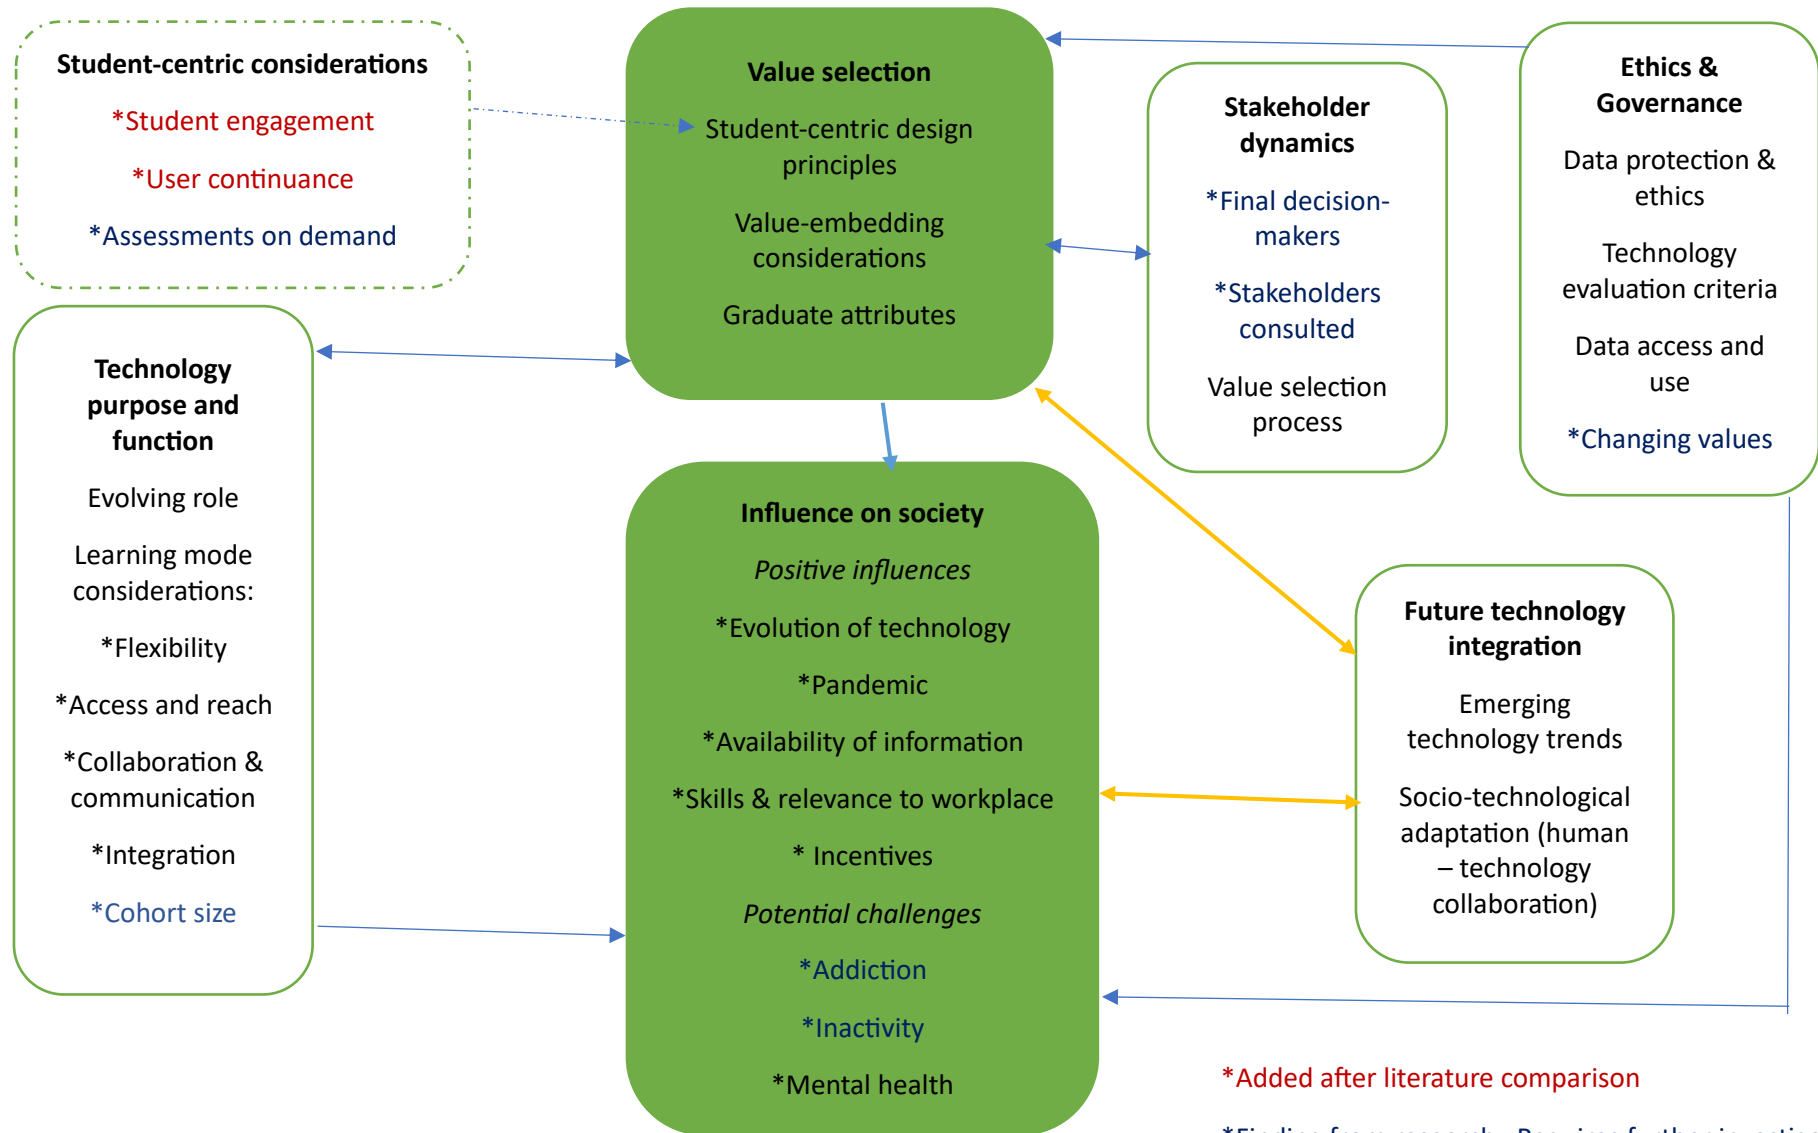 Student-centric considerations
*Student engagement
*User continuance
*Assessments on demand
Technology
purpose and
function
Evolving role
Learning mode
considerations:
*Flexibility
*Access and reach
*Collaboration &
communication
*Integration
*Cohort size
Value selection
Student-centric design
principles
Value-embedding
considerations
Graduate attributes
Influence on society
Positive influences
*Evolution of technology
*Pandemic
*Availability of information
*Skills & relevance to workplace
* Incentives
Potential challenges
*Addiction
*Inactivity
*Mental health
Stakeholder
dynamics
*Final decision-
makers
*Stakeholders
consulted
Value selection
process
Ethics &
Governance
Data protection &
ethics
Technology
evaluation criteria
Data access and
use
*Changing values
Future technology
integration
Emerging
technology trends
Socio-technological
adaptation (human
– technology
collaboration)
*Added after literature comparison
*Finding from research - Requires further